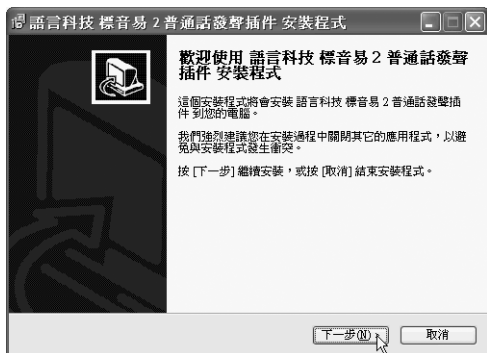 語言科技 標音易 2 普通話發聲插件 安裝程式
歡迎使用 語言科技 標音易 2 普通話發聲
插件 安裝程式
這個安裝程式將會安裝 語言科技 標音易 2 普通話發聲插
件 到您的電腦。
我們強烈建議您在安裝過程中關閉其它的應用程式,以避
免與安裝程式發生衝突。
按 [下一步] 繼續安裝,或按 [取消] 結束安裝程式。
下一步(N) >
取消